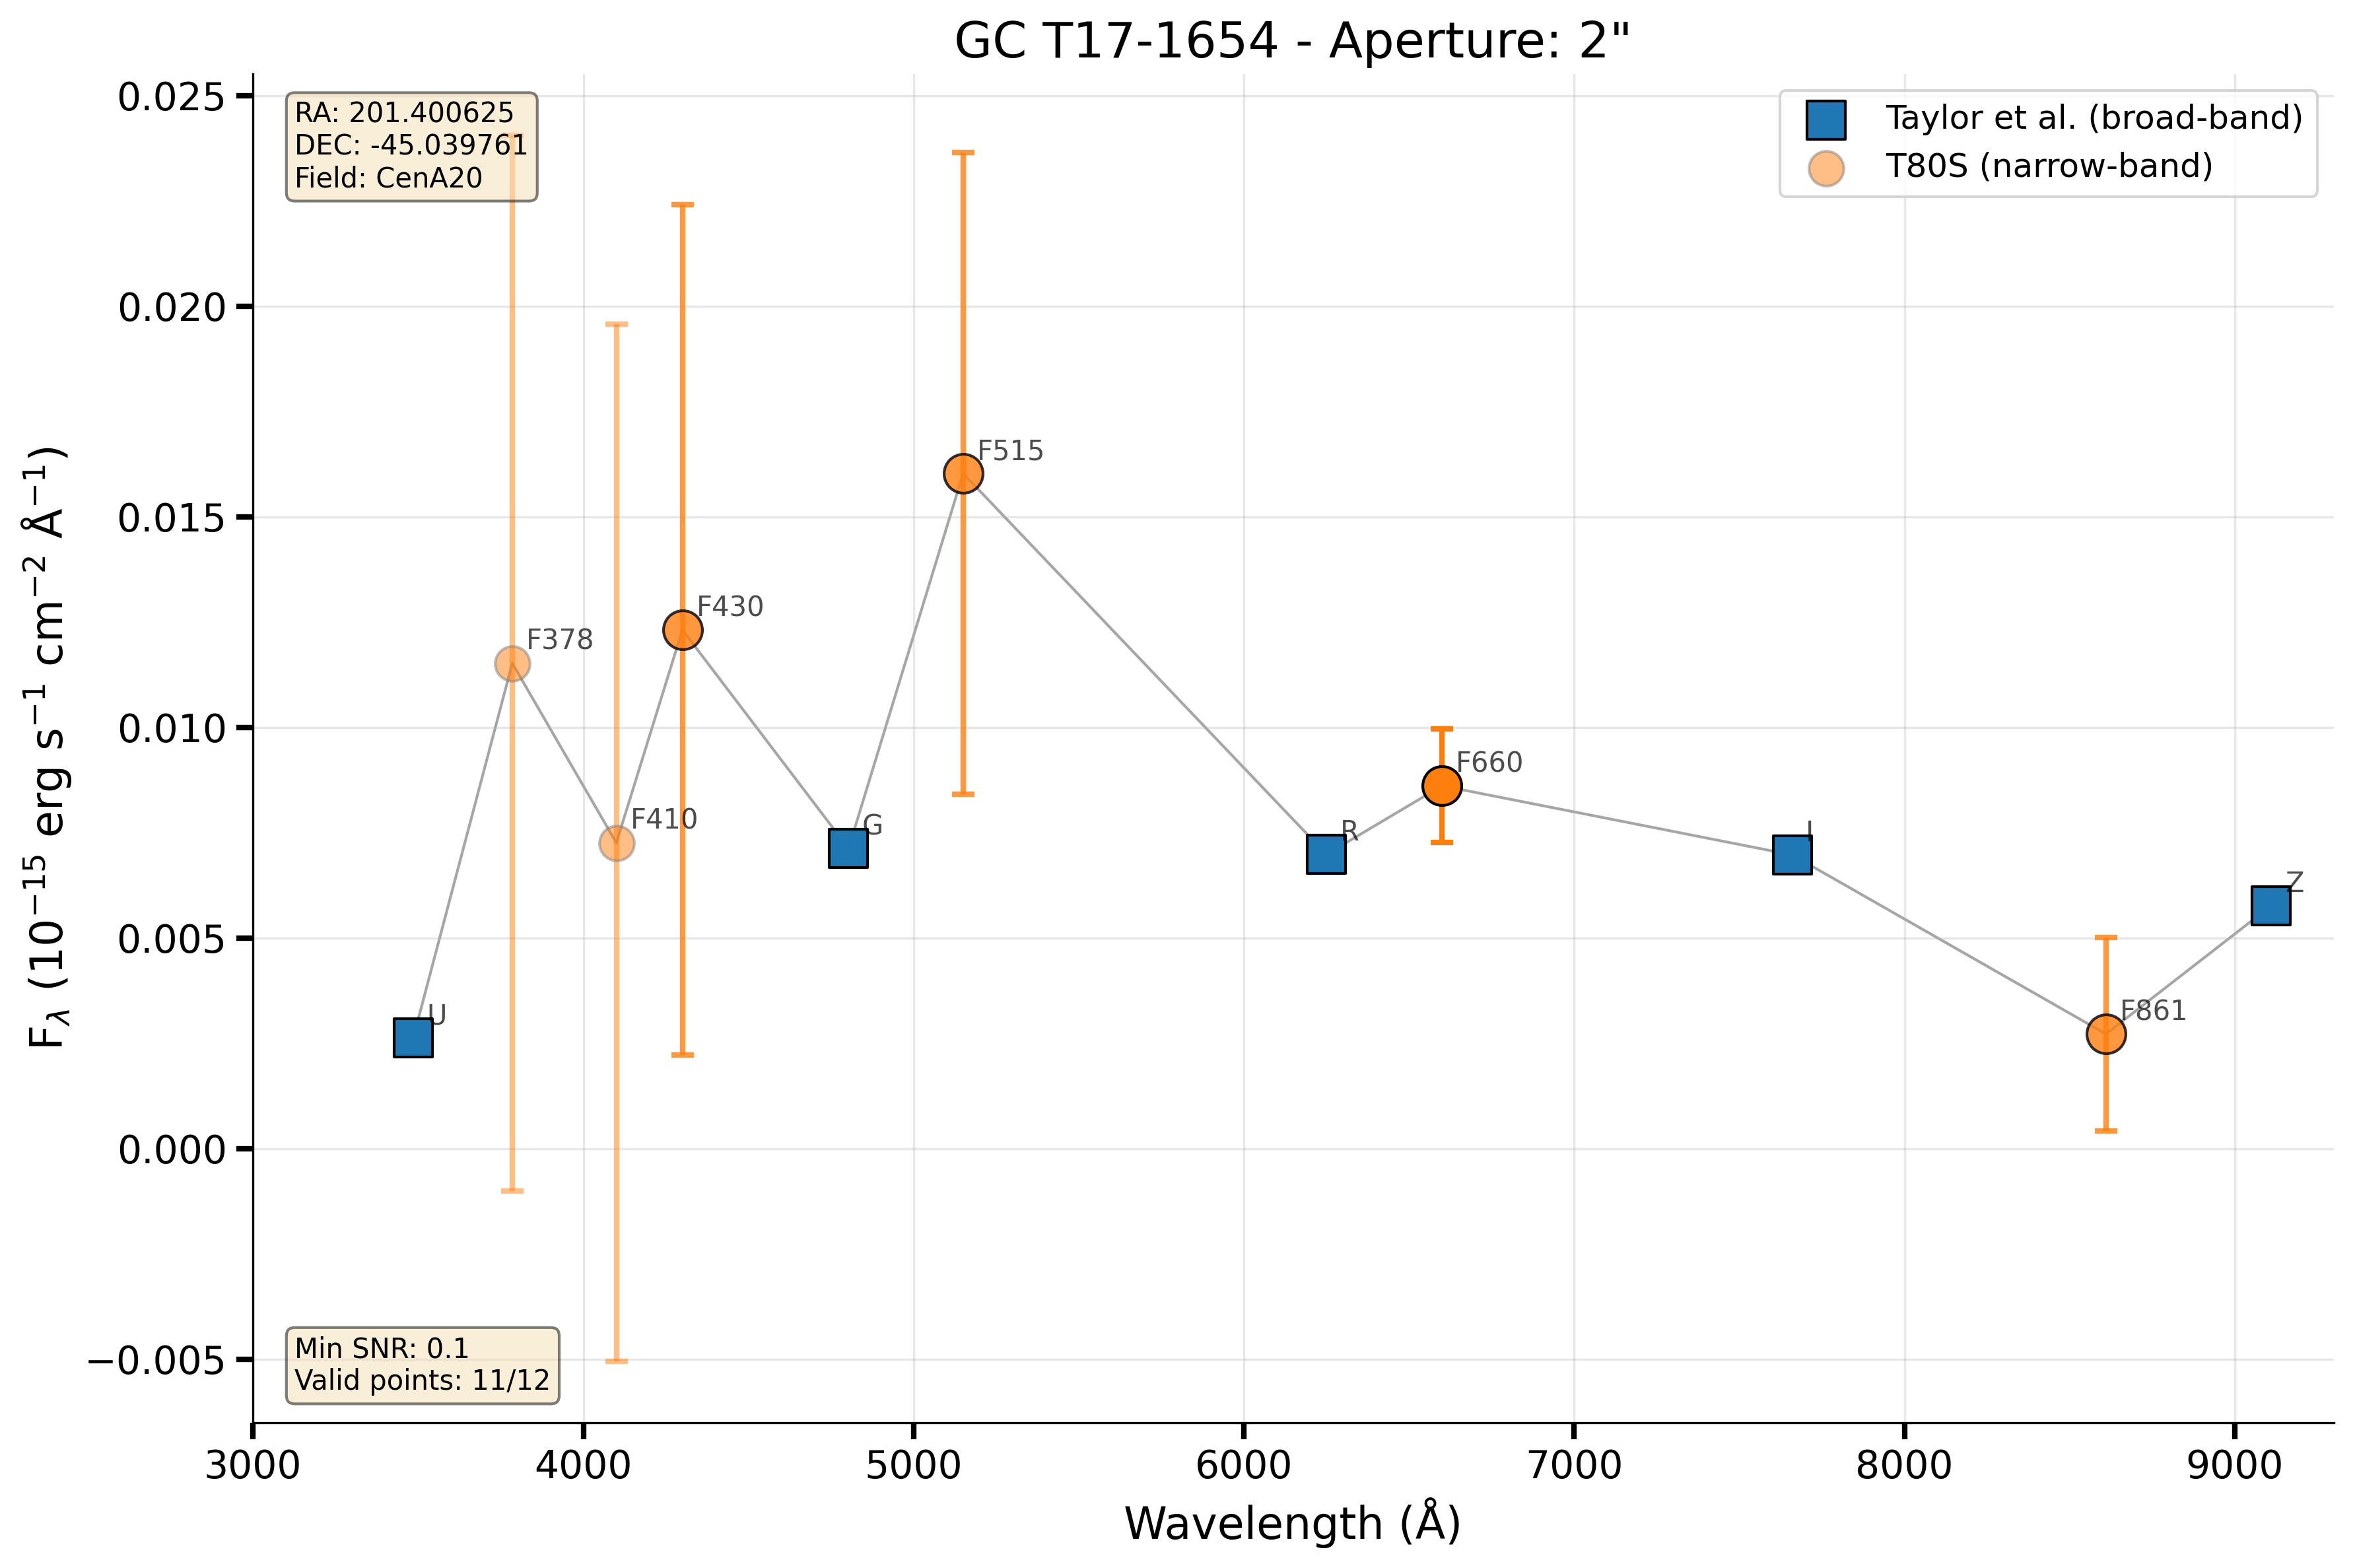 GC T17-1654 - Aperture: 2"
RA: 201.400625
DEC: -45.039761
Field: CenA20
Taylor et al. (broad-band)
T80S (narrow-band)
0.025
0.020
0.015
0.010
0.005
0.000
−0.005
F_λ (10⁻¹⁵ erg s⁻¹ cm⁻² Å⁻¹)
U
F378
F410
F430
G
F515
R
F660
I
F861
Z
Min SNR: 0.1
Valid points: 11/12
3000 4000 5000 6000 7000 8000 9000
Wavelength (Å)